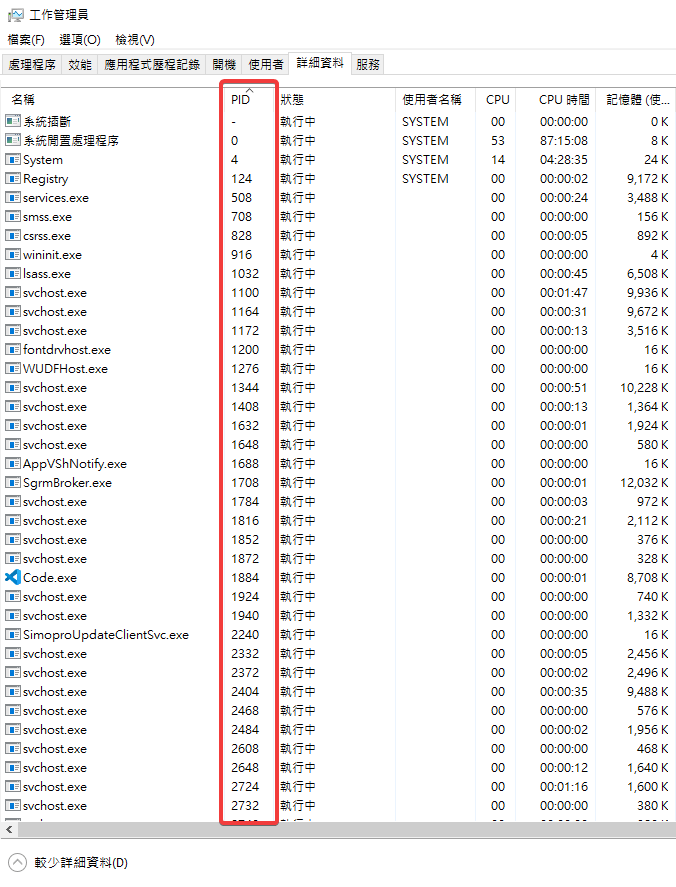 工作管理員
檔案(F) 選項(O) 檢視(V)
處理程序 效能 應用程式歷程記錄 開機 使用者 詳細資料 服務
名稱 PID 狀態 使用者名稱 CPU CPU 時間 記憶體 (使...
系統插斷 - 執行中 SYSTEM 00 00:00:00 0 K
系統閒置處理程序 0 執行中 SYSTEM 53 87:15:08 8 K
System 4 執行中 SYSTEM 14 04:28:35 24 K
Registry 124 執行中 SYSTEM 00 00:00:02 9,172 K
services.exe 508 執行中 00 00:00:24 3,488 K
smss.exe 708 執行中 00 00:00:00 156 K
csrss.exe 828 執行中 00 00:00:05 892 K
wininit.exe 916 執行中 00 00:00:00 4 K
lsass.exe 1032 執行中 00 00:00:45 6,508 K
svchost.exe 1100 執行中 00 00:01:47 9,936 K
svchost.exe 1164 執行中 00 00:00:31 9,672 K
svchost.exe 1172 執行中 00 00:00:13 3,516 K
fontdrvhost.exe 1200 執行中 00 00:00:00 16 K
WUDFHost.exe 1276 執行中 00 00:00:00 16 K
svchost.exe 1344 執行中 00 00:00:51 10,228 K
svchost.exe 1408 執行中 00 00:00:13 1,364 K
svchost.exe 1632 執行中 00 00:00:01 1,924 K
svchost.exe 1648 執行中 00 00:00:00 580 K
AppVShNotify.exe 1688 執行中 00 00:00:00 16 K
SgrmBroker.exe 1708 執行中 00 00:00:01 12,032 K
svchost.exe 1784 執行中 00 00:00:03 972 K
svchost.exe 1816 執行中 00 00:00:21 2,112 K
svchost.exe 1852 執行中 00 00:00:00 376 K
svchost.exe 1872 執行中 00 00:00:00 328 K
Code.exe 1884 執行中 00 00:00:01 8,708 K
svchost.exe 1924 執行中 00 00:00:00 740 K
svchost.exe 1940 執行中 00 00:00:00 1,332 K
SimoproUpdateClientSvc.exe 2240 執行中 00 00:00:00 16 K
svchost.exe 2332 執行中 00 00:00:05 2,456 K
svchost.exe 2372 執行中 00 00:00:02 2,496 K
svchost.exe 2404 執行中 00 00:00:35 9,488 K
svchost.exe 2468 執行中 00 00:00:00 576 K
svchost.exe 2484 執行中 00 00:00:02 1,956 K
svchost.exe 2608 執行中 00 00:00:00 468 K
svchost.exe 2648 執行中 00 00:00:12 1,640 K
svchost.exe 2724 執行中 00 00:01:16 1,600 K
svchost.exe 2732 執行中 00 00:00:00 380 K
較少詳細資料(D)